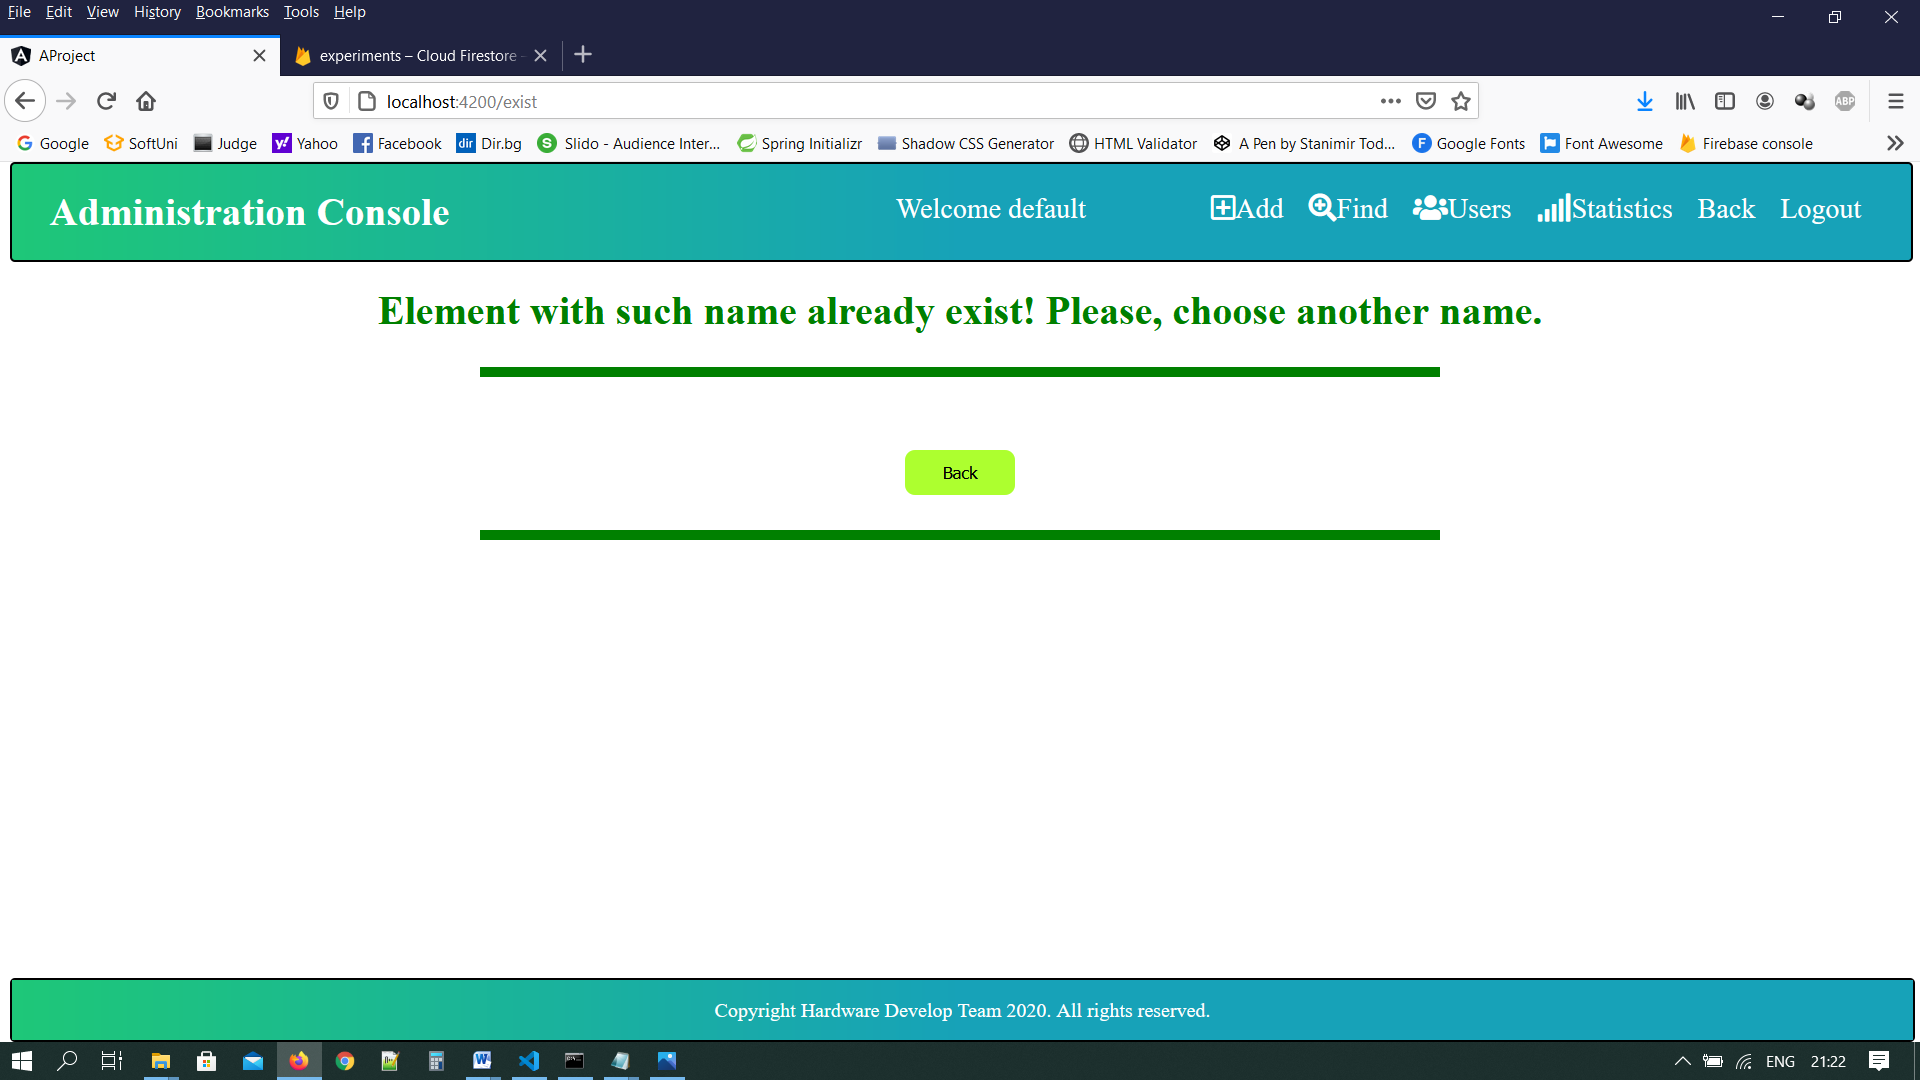 File Edit View History Bookmarks Tools Help
AProject
experiments – Cloud Firestore -
localhost:4200/exist
ABP
Google SoftUni Judge Yahoo Facebook dir Dir.bg S Slido - Audience Inter... Spring Initializr Shadow CSS Generator HTML Validator A Pen by Stanimir Tod... F Google Fonts Font Awesome Firebase console
Administration Console Welcome default Add Find Users Statistics Back Logout
Element with such name already exist! Please, choose another name.
Back
Copyright Hardware Develop Team 2020. All rights reserved.
ENG 21:22